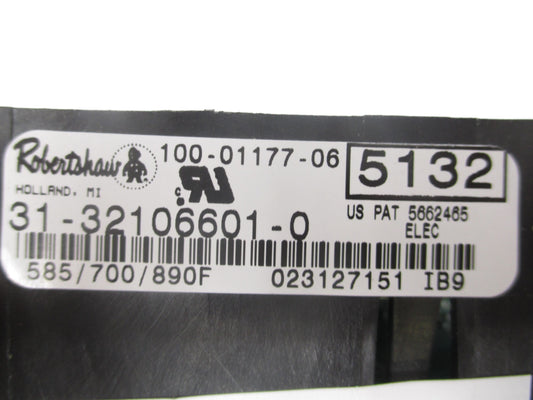 Robertshaw 100-01177-06 5132
HOLLAND, MI
31-32106601-0 US PAT 5662465
ELEC
585/700/890F 023127151 IB9